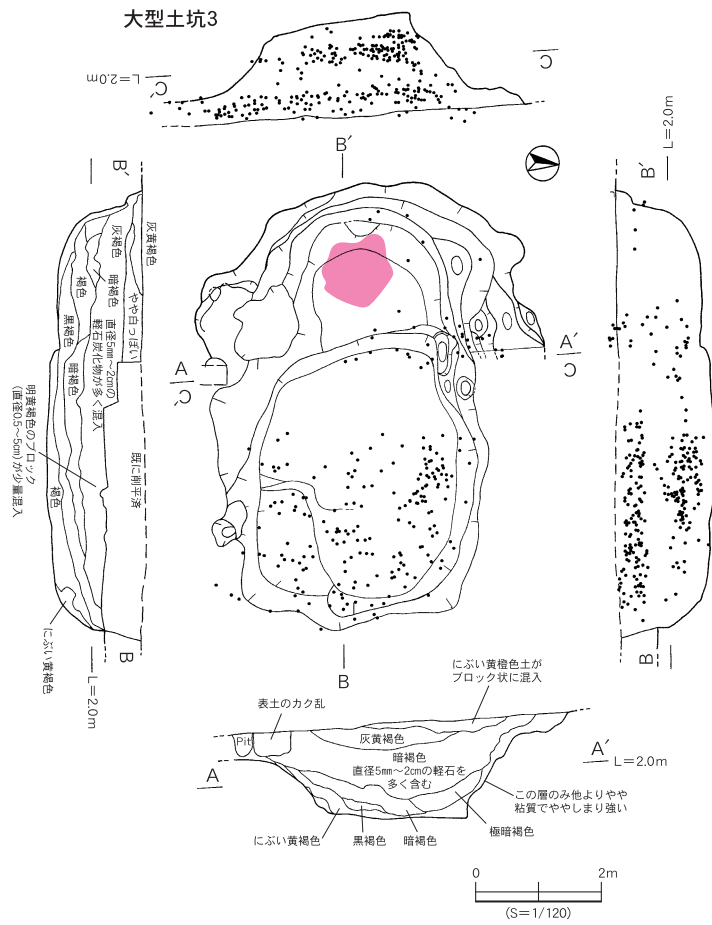 大型土坑3
L=2.0m
C′
C
B′
B′
L=2.0m
B′
灰黄褐色
やや白っぽい
灰褐色
暗褐色
直径5㎜〜2㎝の
軽石炭化物が多く混入
褐色
黒褐色
暗褐色
明黄褐色のブロック
(直径0.5〜5㎝)が少量混入
褐色
既に削平済
にぶい黄褐色
B
L=2.0m
A
C′
A′
C
B
B
にぶい黄橙色土が
ブロック状に混入
表土のカク乱
Pit
灰黄褐色
暗褐色
直径5㎜〜2㎝の軽石を
多く含む
A
A′
L=2.0m
この層のみ他よりやや
粘質でややしまり強い
極暗褐色
にぶい黄褐色
黒褐色
暗褐色
0
2m
(S=1/120)